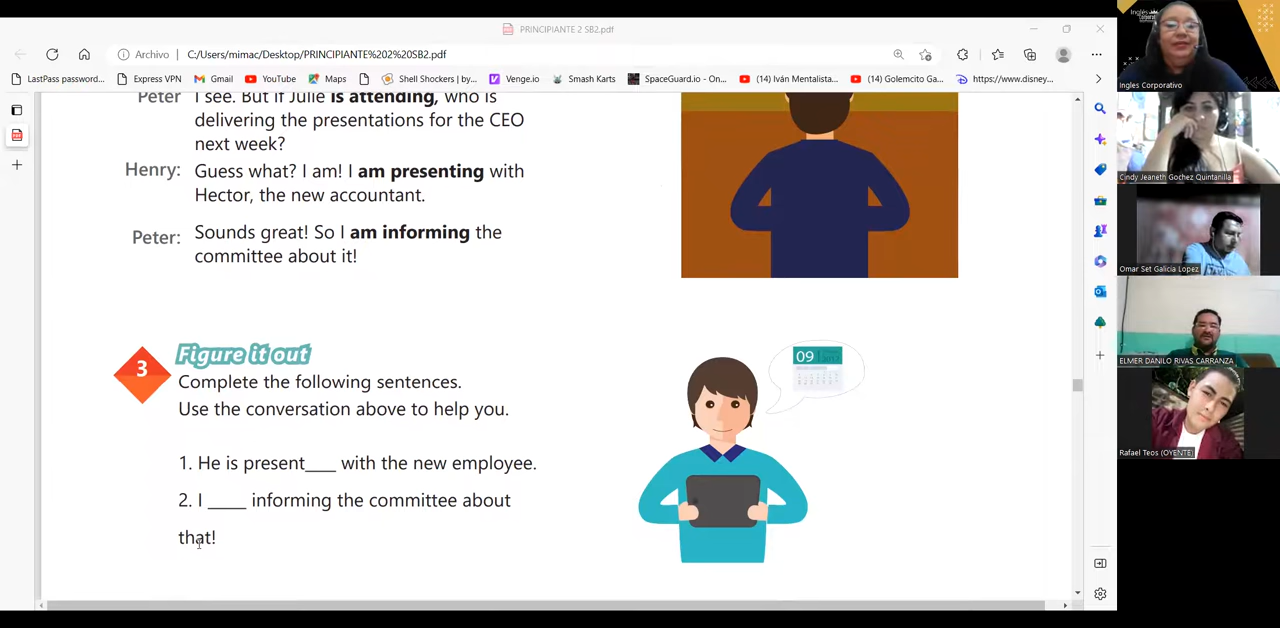 PRINCIPIANTE 2 SB2.pdf
Archivo
C:/Users/mimac/Desktop/PRINCIPIANTE%202%20SB2.pdf
LastPass password...
Express VPN
Gmail
YouTube
Maps
Shell Shockers | by...
Venge.io
Smash Karts
SpaceGuard.io - On...
(14) Iván Mentalista...
(14) Golemcito Ga...
https://www.disney...
Peter
I see. But if Julie is attending, who is
delivering the presentations for the CEO
next week?
Henry:
Guess what? I am! I am presenting with
Hector, the new accountant.
Peter:
Sounds great! So I am informing the
committee about it!
3
Figure it out
Complete the following sentences.
Use the conversation above to help you.
09
1. He is present___ with the new employee.
2. I ____ informing the committee about
that!
Inglés
Ingles Corporativo
Cindy Jeaneth Gochez Quintanilla
Omar Set Galicia Lopez
ELMER DANILO RIVAS CARRANZA
Rafael Teos (OYENTE)